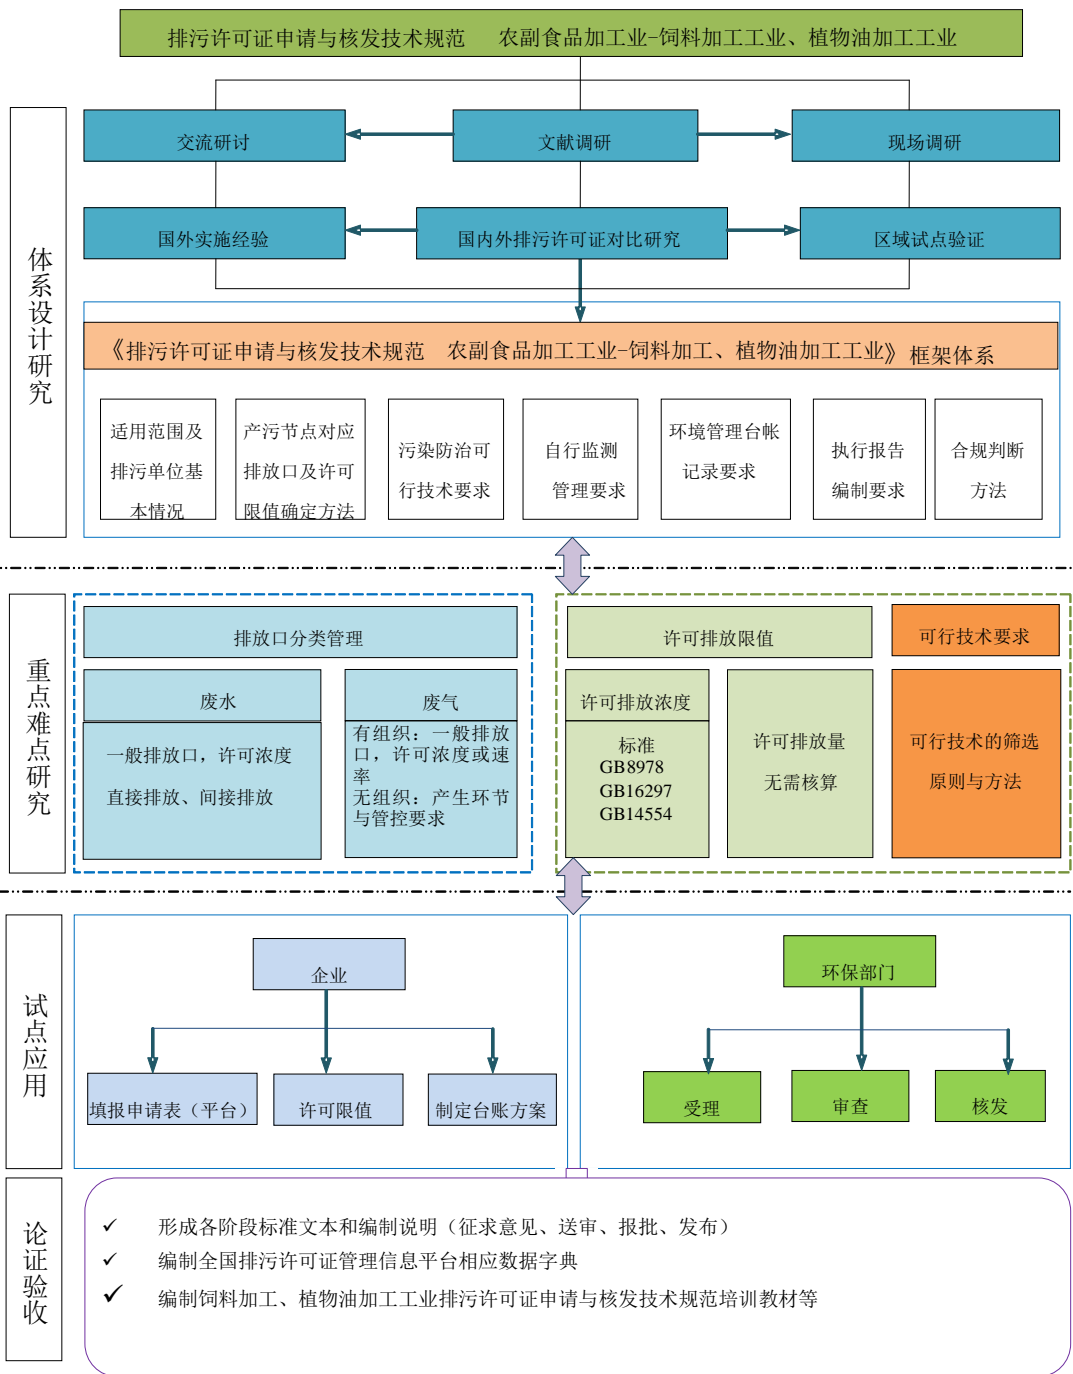 排污许可证申请与核发技术规范 农副食品加工业-饲料加工工业、植物油加工工业
体系设计研究
交流研讨
文献调研
现场调研
国外实施经验
国内外排污许可证对比研究
区域试点验证
《排污许可证申请与核发技术规范 农副食品加工工业-饲料加工、植物油加工工业》框架体系
适用范围及
排污单位基
本情况
产污节点对应
排放口及许可
限值确定方法
污染防治可
行技术要求
自行监测
管理要求
环境管理台帐
记录要求
执行报告
编制要求
合规判断
方法
重点难点研究
排放口分类管理
废水
一般排放口，许可浓度
直接排放、间接排放
废气
有组织：一般排放
口，许可浓度或速
率
无组织：产生环节
与管控要求
许可排放限值
许可排放浓度
标准
GB8978
GB16297
GB14554
许可排放量
无需核算
可行技术要求
可行技术的筛选
原则与方法
试点应用
企业
填报申请表（平台）
许可限值
制定台账方案
环保部门
受理
审查
核发
论证验收
✓ 形成各阶段标准文本和编制说明（征求意见、送审、报批、发布）
✓ 编制全国排污许可证管理信息平台相应数据字典
✓ 编制饲料加工、植物油加工工业排污许可证申请与核发技术规范培训教材等